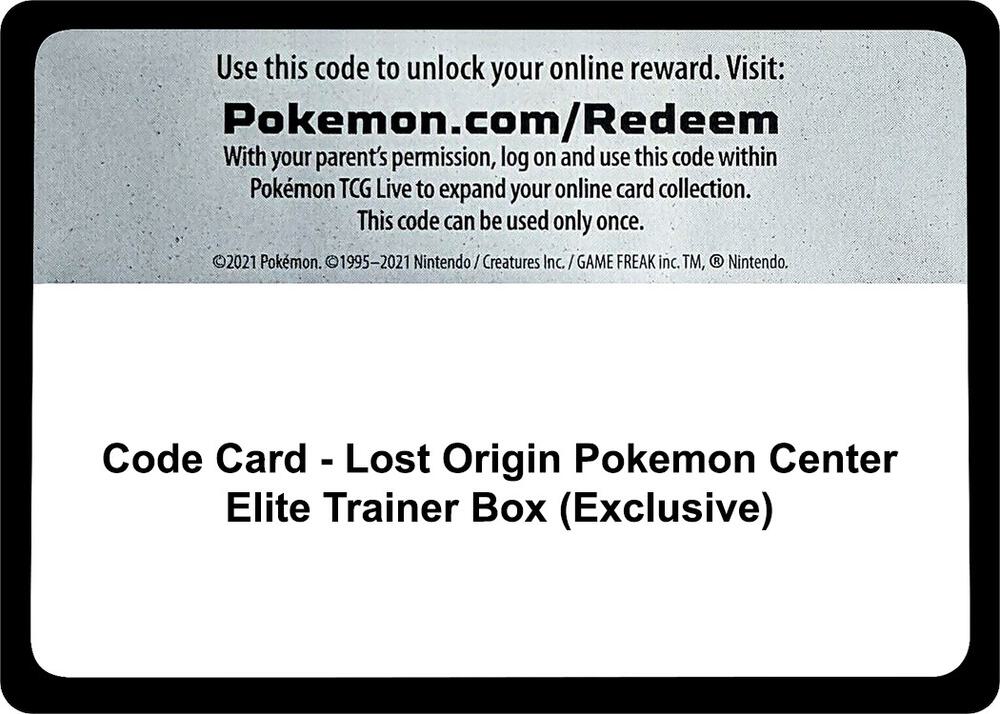 Use this code to unlock your online reward. Visit:
Pokemon.com/Redeem
With your parent's permission, log on and use this code within
Pokémon TCG Live to expand your online card collection.
This code can be used only once.
©2021 Pokémon. ©1995–2021 Nintendo / Creatures Inc. / GAME FREAK inc. TM, ® Nintendo.
Code Card - Lost Origin Pokemon Center
Elite Trainer Box (Exclusive)